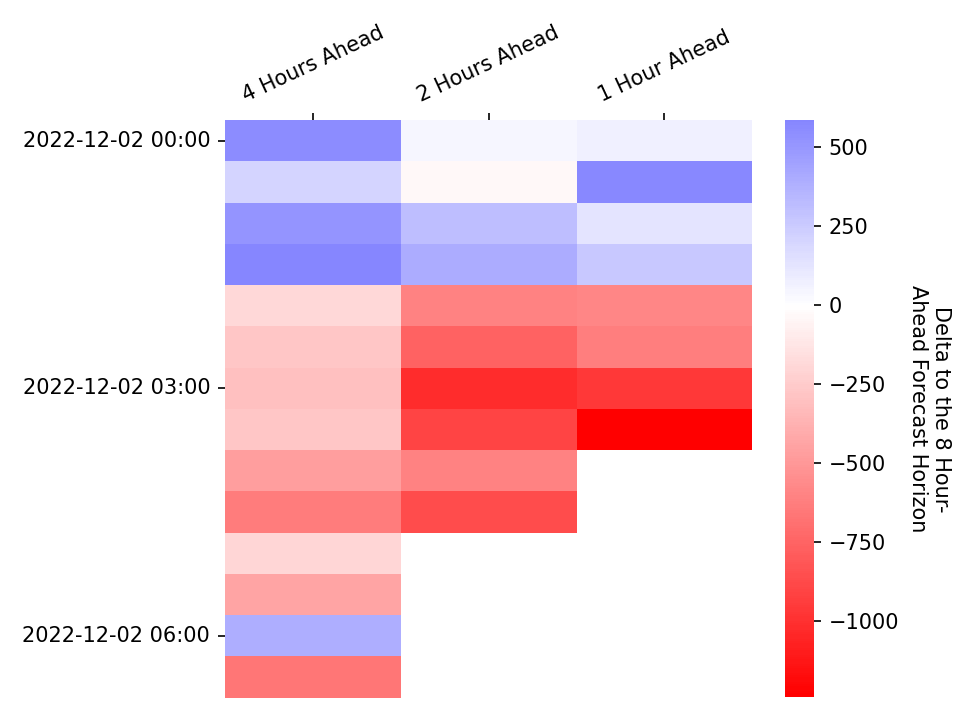 4 Hours Ahead
2 Hours Ahead
1 Hour Ahead
2022-12-02 00:00
2022-12-02 03:00
2022-12-02 06:00
500
250
0
−250
−500
−750
−1000
Delta to the 8 Hour-
Ahead Forecast Horizon